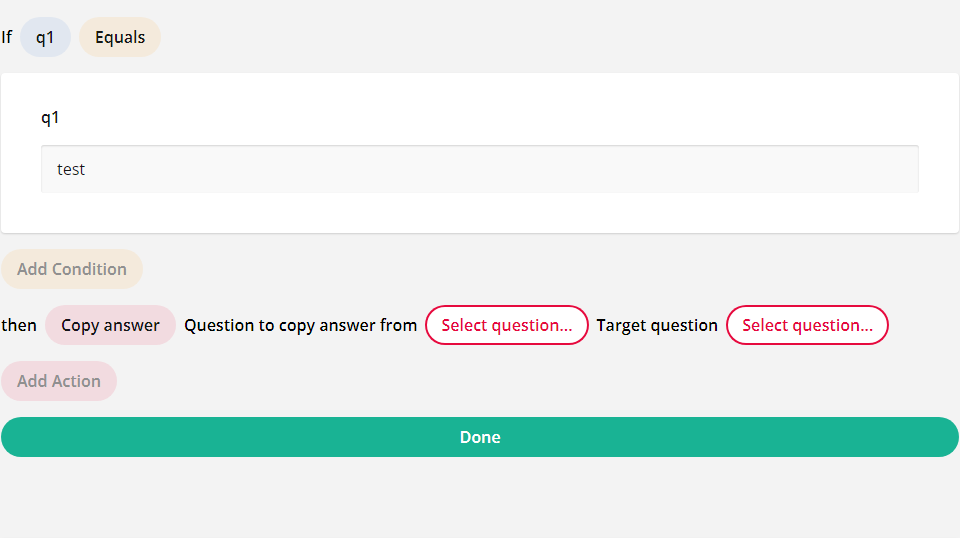 If q1 Equals
q1
test
Add Condition
then Copy answer Question to copy answer from Select question... Target question Select question...
Add Action
Done